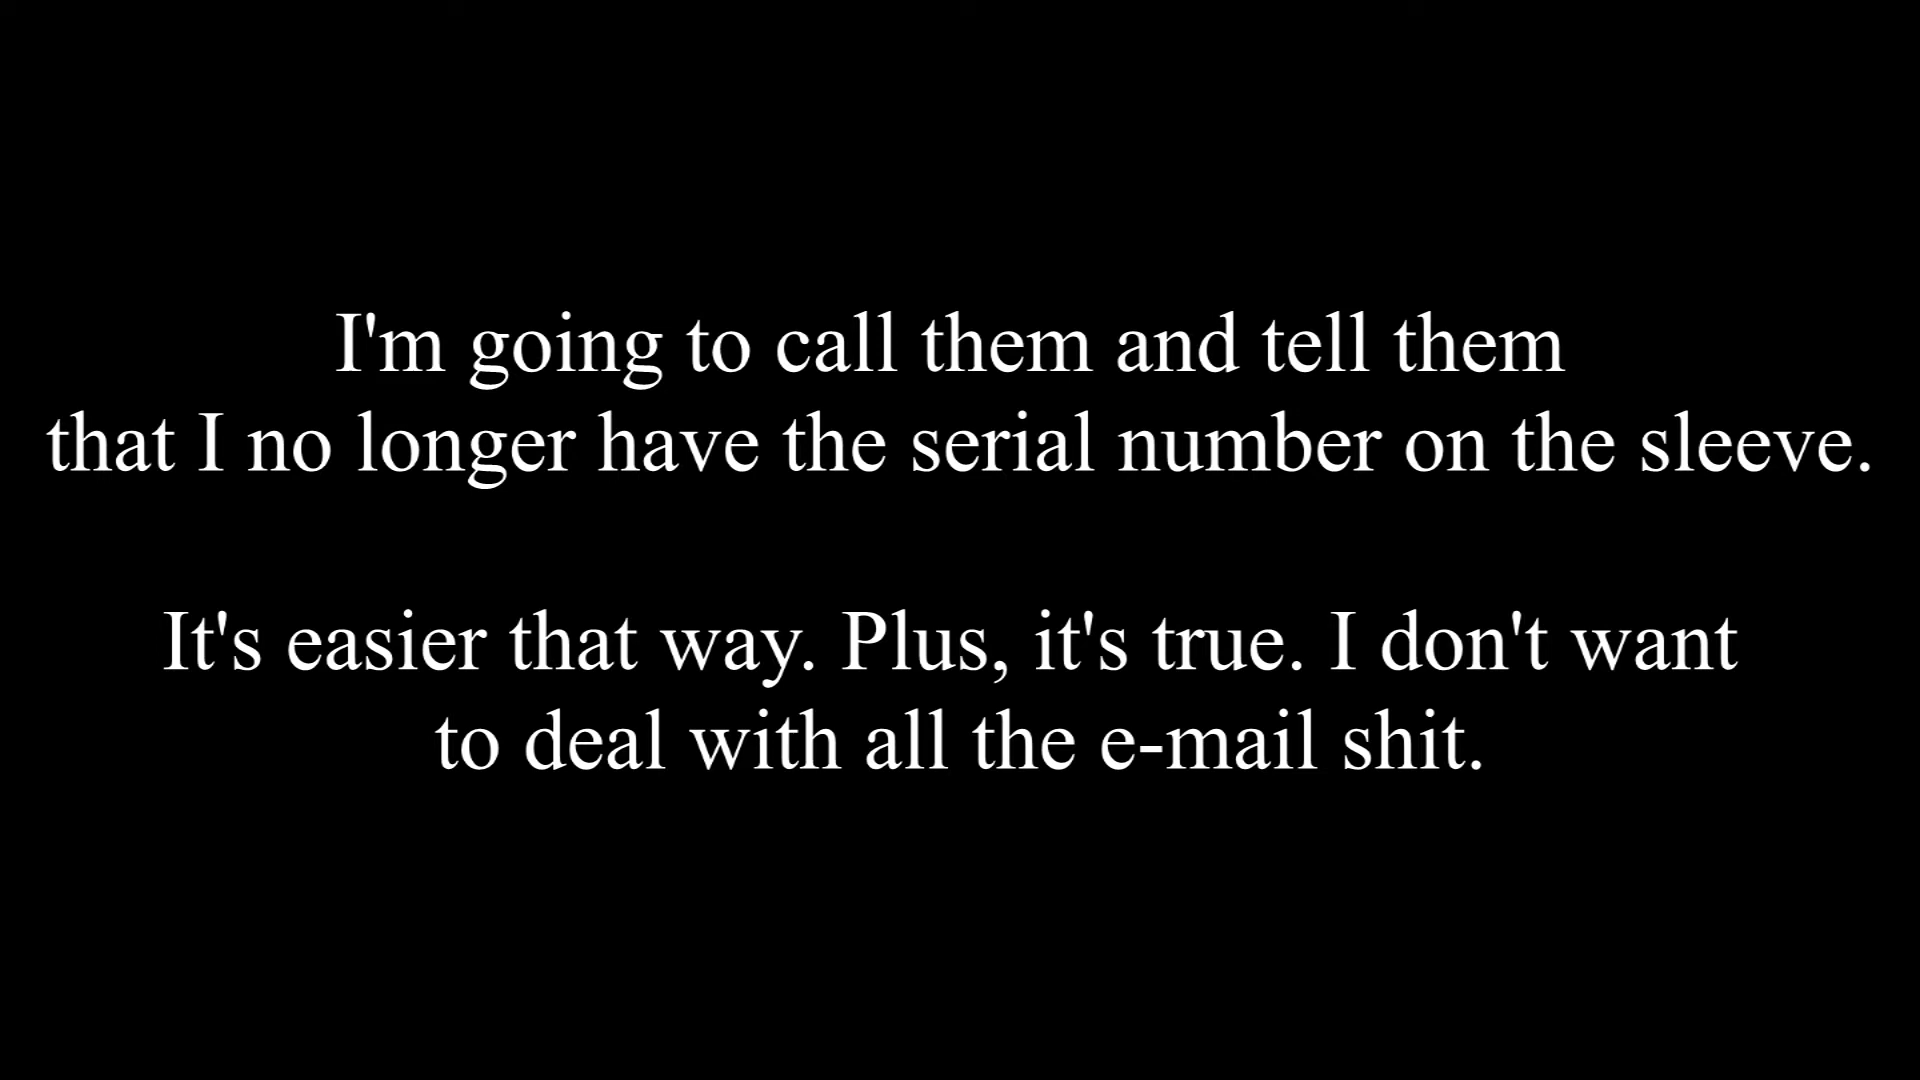 I'm going to call them and tell them
that I no longer have the serial number on the sleeve.
It's easier that way. Plus, it's true. I don't want
to deal with all the e-mail shit.